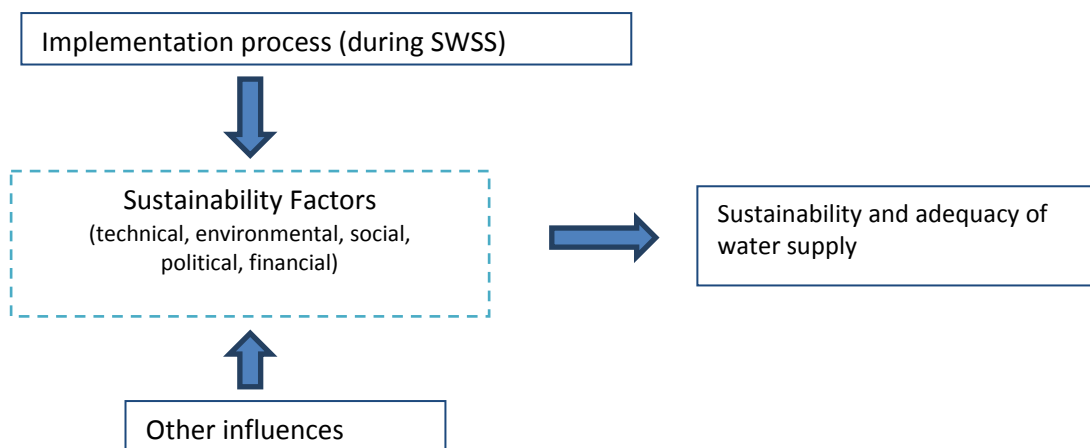 Implementation process (during SWSS)
Sustainability Factors
(technical, environmental, social,
political, financial)
Sustainability and adequacy of
water supply
Other influences